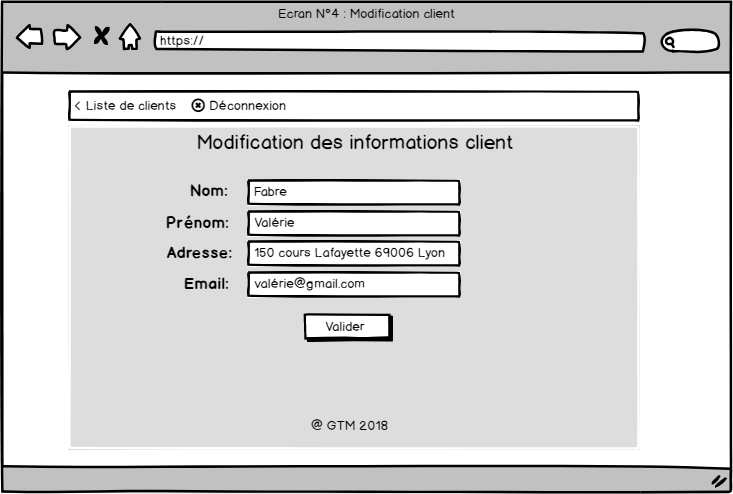 Ecran N°4 : Modification client
https://
< Liste de clients Déconnexion
Modification des informations client
Nom: Fabre
Prénom: Valérie
Adresse: 150 cours Lafayette 69006 Lyon
Email: valérie@gmail.com
Valider
@ GTM 2018